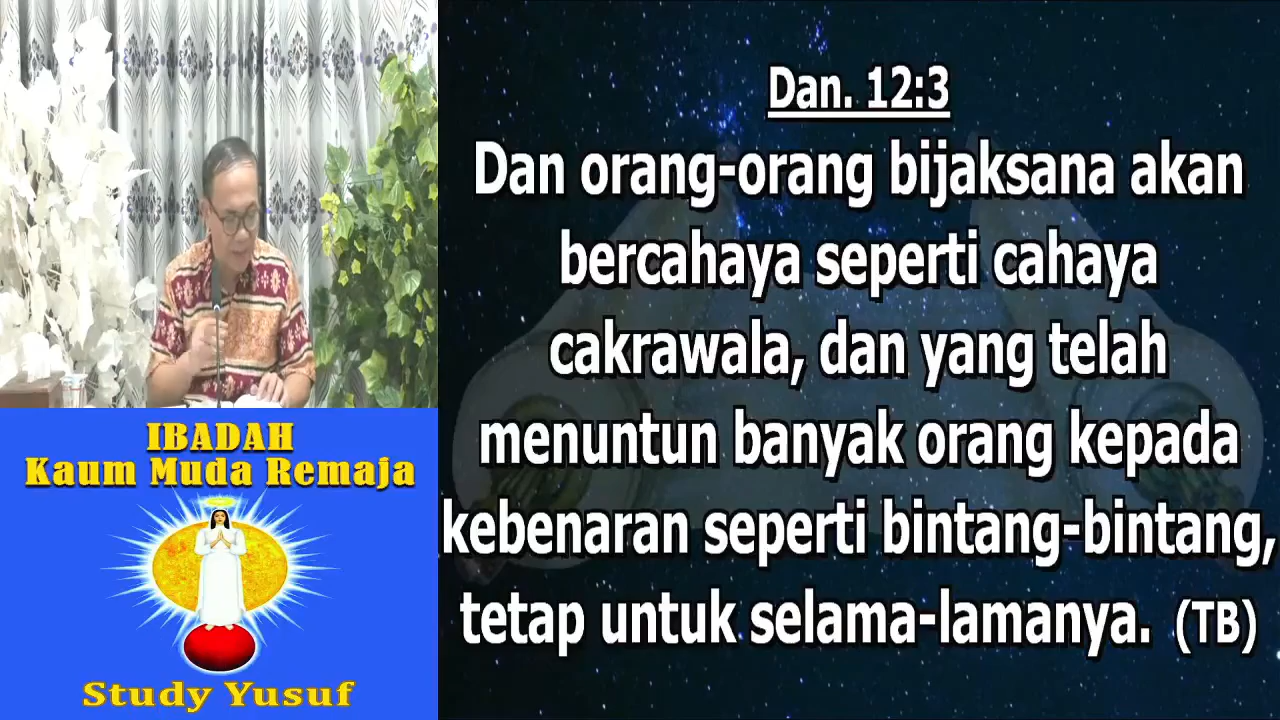 Dan. 12:3
Dan orang-orang bijaksana akan
bercahaya seperti cahaya
cakrawala, dan yang telah
menuntun banyak orang kepada
kebenaran seperti bintang-bintang,
tetap untuk selama-lamanya. (TB)
IBADAH
Kaum Muda Remaja
Study Yusuf